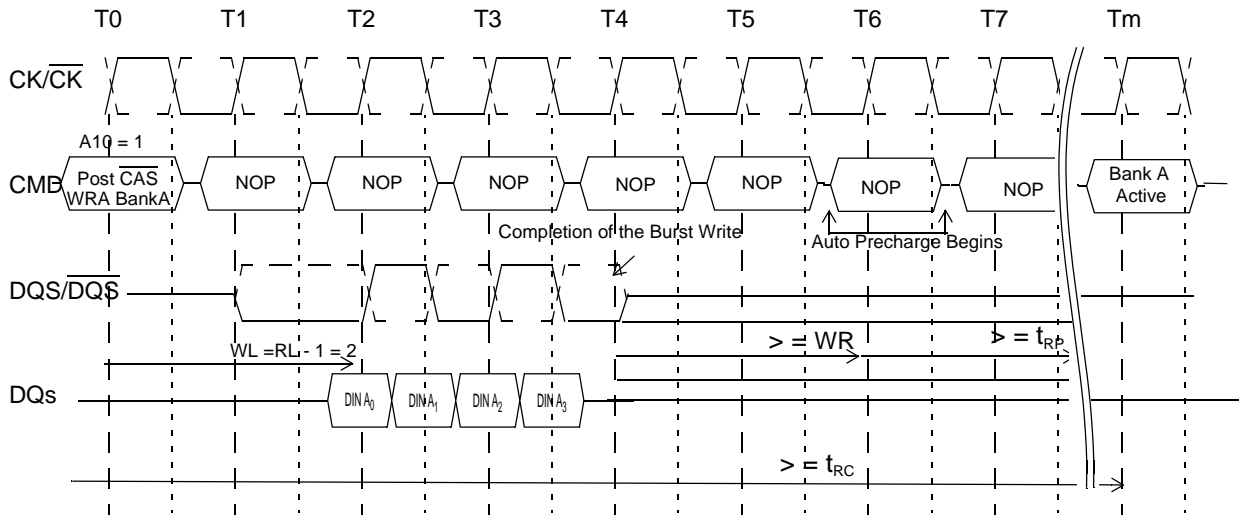 T0 T1 T2 T3 T4 T5 T6 T7 Tm
CK/CK
A10 = 1
CMD
Post CAS
WRA BankA
NOP NOP NOP NOP NOP NOP NOP
Bank A
Active
Completion of the Burst Write
Auto Precharge Begins
DQS/DQS
WL =RL - 1 = 2
> = WR
> = tRP
DQs
DIN A0 DIN A1 DIN A2 DIN A3
> = tRC